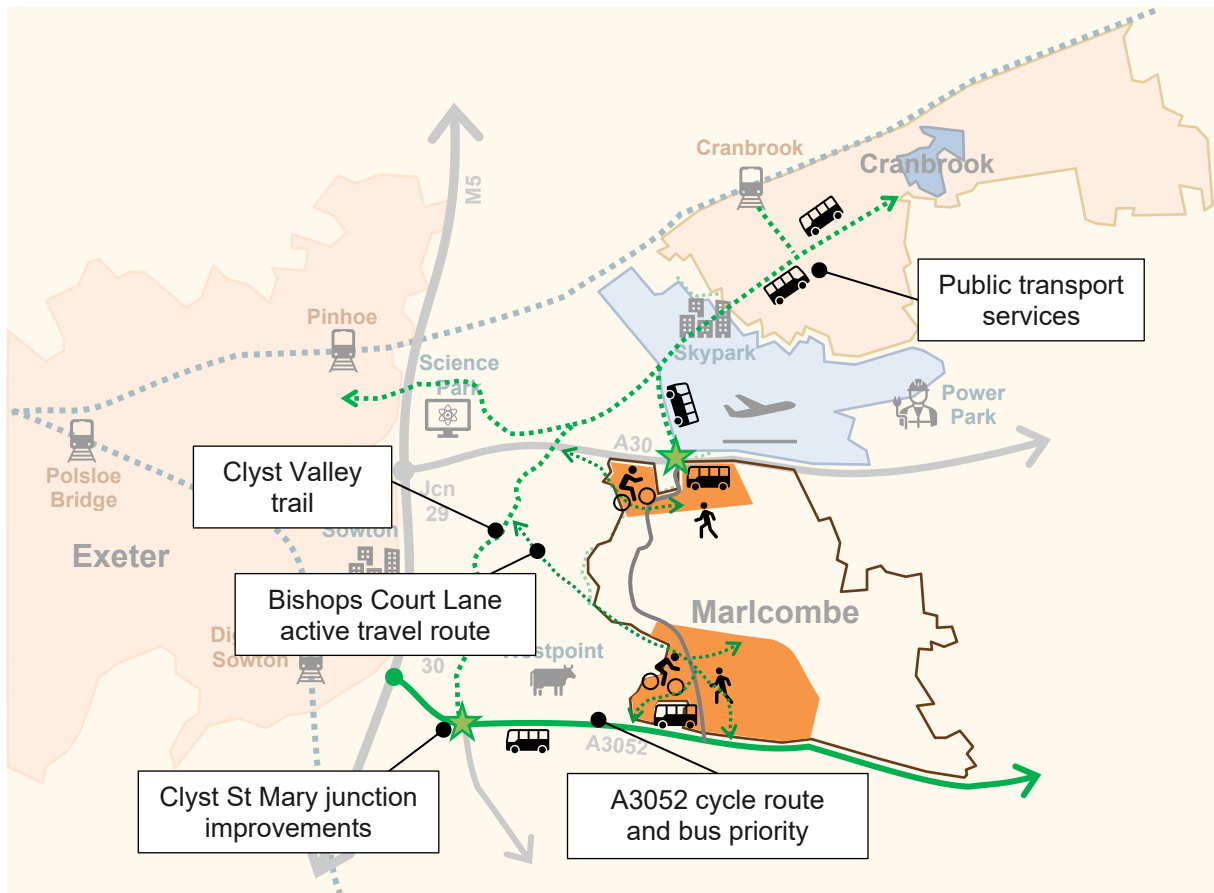 M5
Cranbrook
Cranbrook
Public transport
services
Pinhoe
Skypark
Science
Park
Power
Park
A30
Polsloe
Bridge
Clyst Valley
trail
Jcn
29
Sowton
Exeter
Bishops Court Lane
active travel route
Marlcombe
Sowton
30
A3052
Clyst St Mary junction
improvements
A3052 cycle route
and bus priority